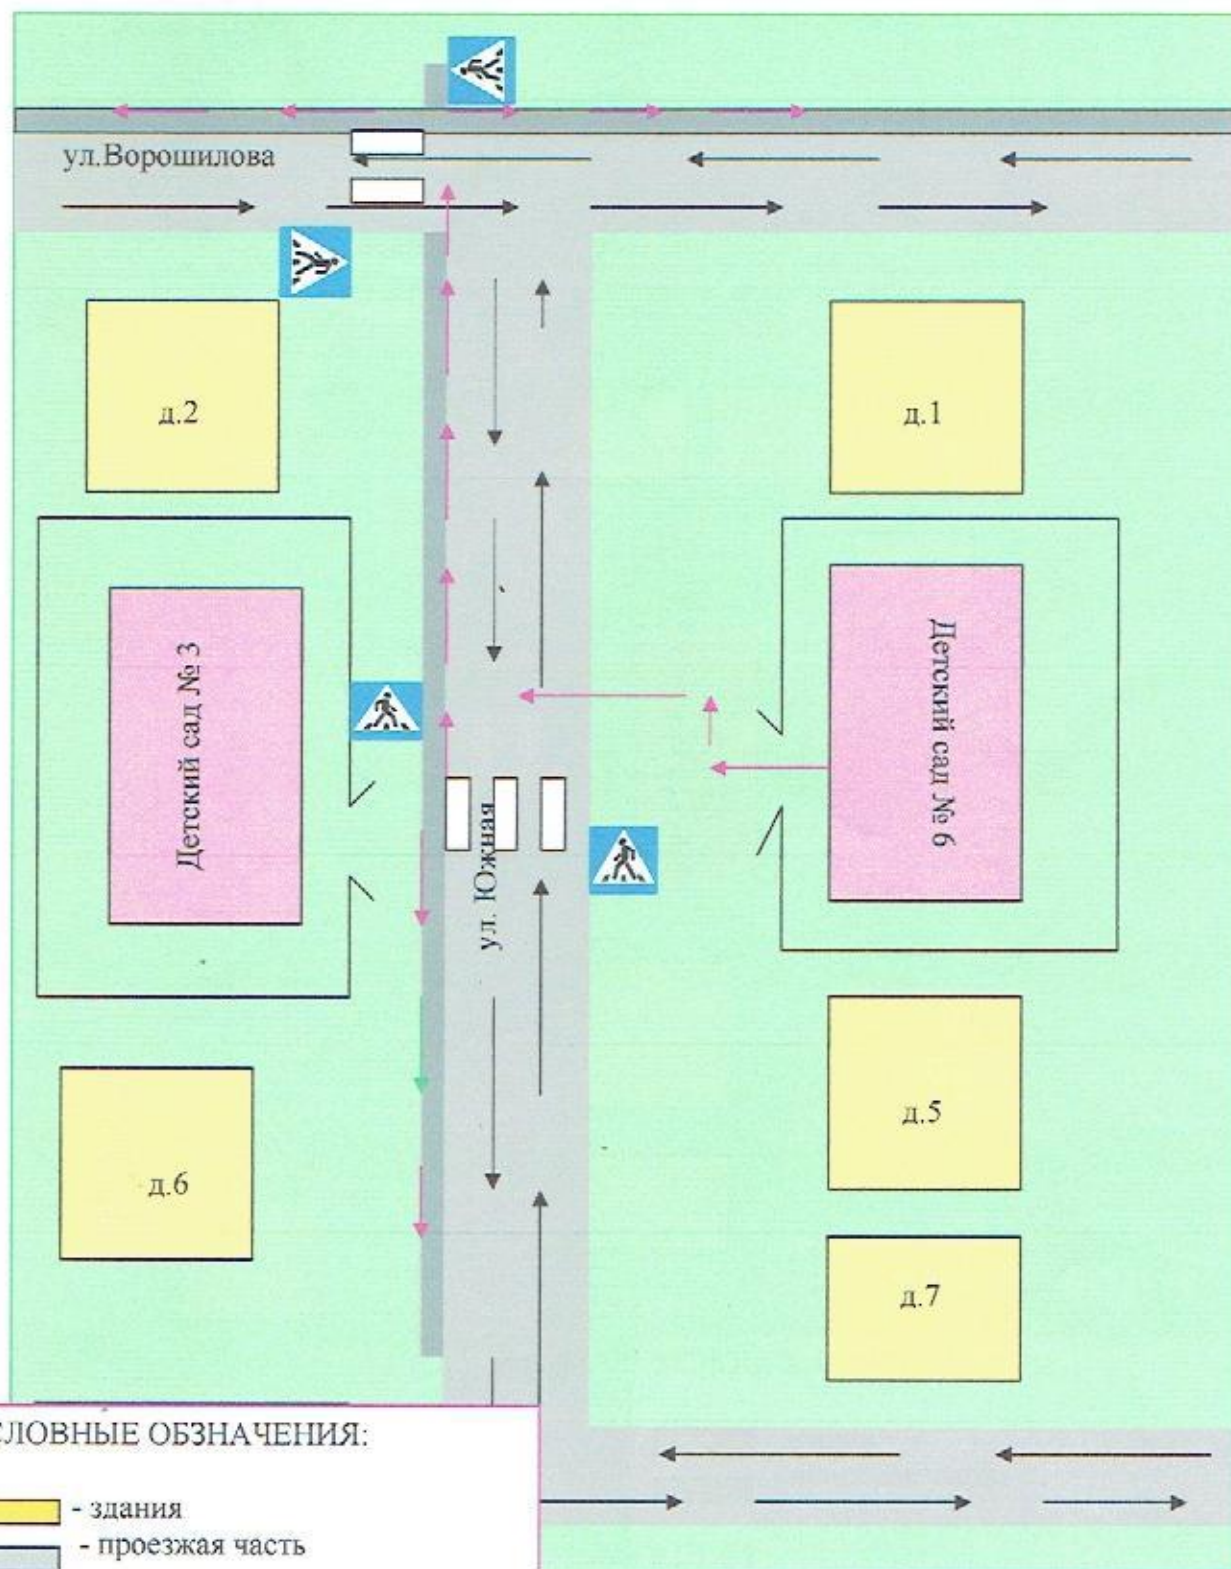 ул.Ворошилова
д.2
д.1
Детский сад № 3
Детский сад № 6
ул. Южная
д.5
д.6
д.7
СЛОВНЫЕ ОБЗНАЧЕНИЯ:
- здания
- проезжая часть